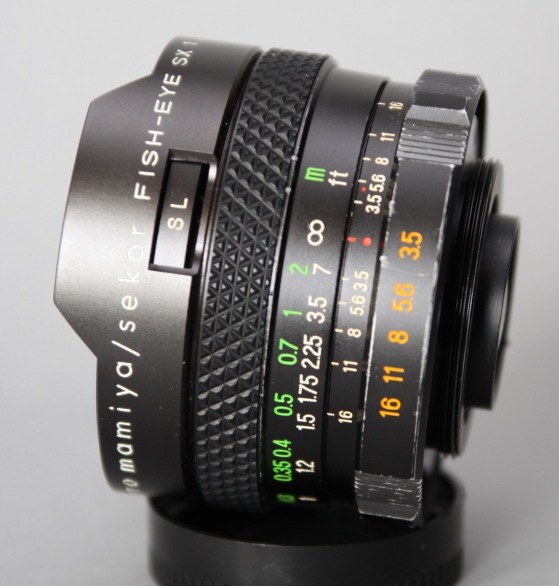 mamiya/sekor FISH-EYE SX
SL
m ∞ 2 1 0.7 0.5 0.4 0.35
ft ∞ 7 3.5 2.25 1.75 1.5 1.2 1
16 11 8 5.6 3.5 3.5 5.6 8 11 16
3.5 5.6 8 11 16